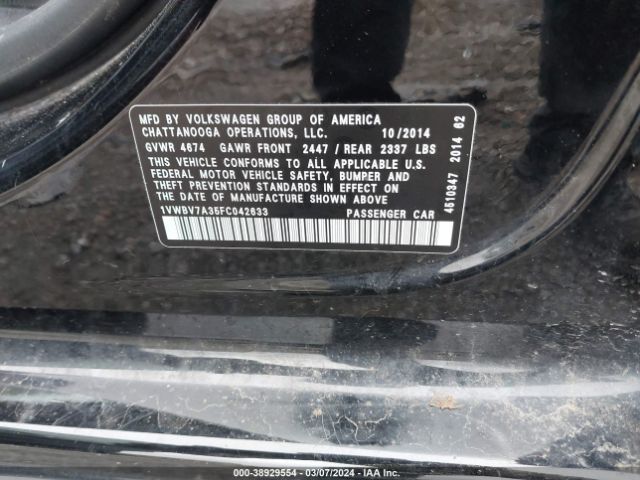 MFD BY VOLKSWAGEN GROUP OF AMERICA
CHATTANOOGA OPERATIONS, LLC. 10/2014
GVWR 4674 GAWR FRONT 2447 / REAR 2337 LBS
THIS VEHICLE CONFORMS TO ALL APPLICABLE U.S.
FEDERAL MOTOR VEHICLE SAFETY, BUMPER AND
THEFT PREVENTION STANDARDS IN EFFECT ON
THE DATE OF MANUFACTURE SHOWN ABOVE
1VWBV7A35FC042633 PASSENGER CAR
4610347 2014 62
000-38929554 — 03/07/2024 — IAA Inc.